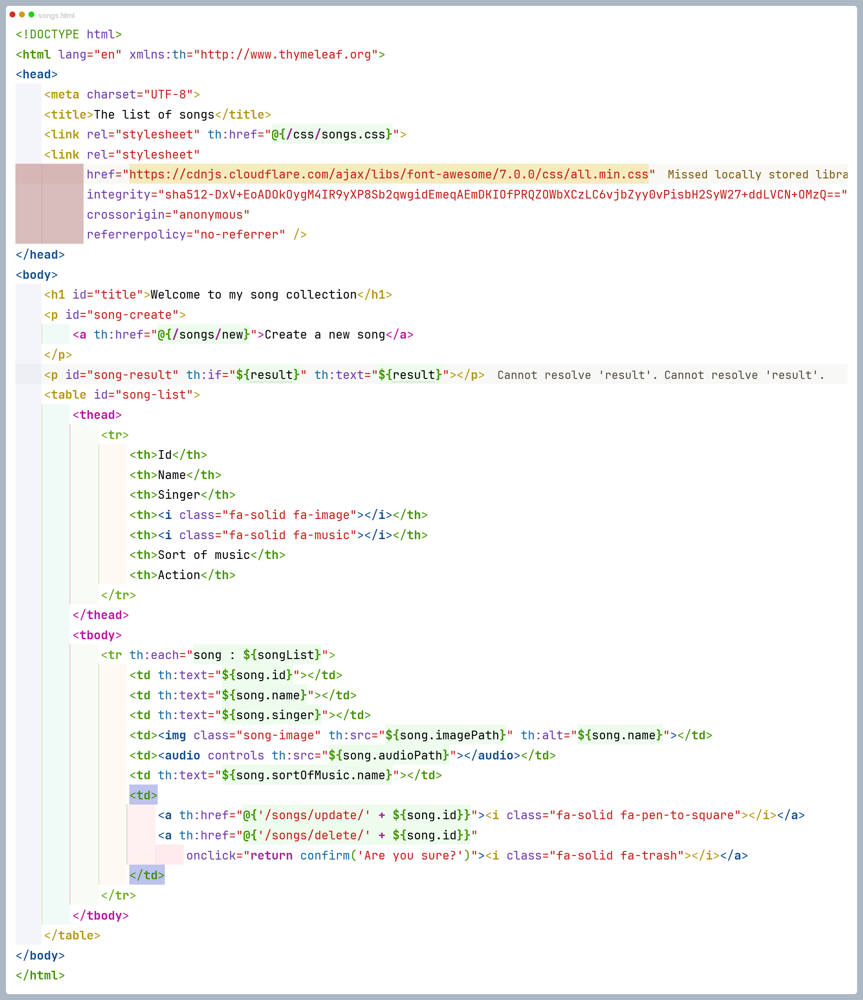 songs.html
<!DOCTYPE html>
<html lang="en" xmlns:th="http://www.thymeleaf.org">
<head>
    <meta charset="UTF-8">
    <title>The list of songs</title>
    <link rel="stylesheet" th:href="@{/css/songs.css}">
    <link rel="stylesheet"
          href="https://cdnjs.cloudflare.com/ajax/libs/font-awesome/7.0.0/css/all.min.css" Missed locally stored libra
          integrity="sha512-DxV+EoADOkOygM4IR9yXP8Sb2qwgidEmeqAEmDKIOfPRQZOWbXCzLC6vjbZyy0vPisbH2SyW27+ddLVCN+OMzQ=="
          crossorigin="anonymous"
          referrerpolicy="no-referrer" />
</head>
<body>
    <h1 id="title">Welcome to my song collection</h1>
    <p id="song-create">
        <a th:href="@{/songs/new}">Create a new song</a>
    </p>
    <p id="song-result" th:if="${result}" th:text="${result}"></p> Cannot resolve 'result'. Cannot resolve 'result'.
    <table id="song-list">
        <thead>
            <tr>
                <th>Id</th>
                <th>Name</th>
                <th>Singer</th>
                <th><i class="fa-solid fa-image"></i></th>
                <th><i class="fa-solid fa-music"></i></th>
                <th>Sort of music</th>
                <th>Action</th>
            </tr>
        </thead>
        <tbody>
            <tr th:each="song : ${songList}">
                <td th:text="${song.id}"></td>
                <td th:text="${song.name}"></td>
                <td th:text="${song.singer}"></td>
                <td><img class="song-image" th:src="${song.imagePath}" th:alt="${song.name}"></td>
                <td><audio controls th:src="${song.audioPath}"></audio></td>
                <td th:text="${song.sortOfMusic.name}"></td>
                <td>
                    <a th:href="@{'/songs/update/' + ${song.id}}"><i class="fa-solid fa-pen-to-square"></i></a>
                    <a th:href="@{'/songs/delete/' + ${song.id}}"
                        onclick="return confirm('Are you sure?')"><i class="fa-solid fa-trash"></i></a>
                </td>
            </tr>
        </tbody>
    </table>
</body>
</html>